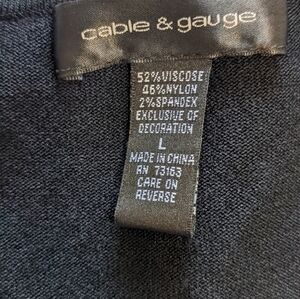 cable & gauge
52% VISCOSE
46% NYLON
2% SPANDEX
EXCLUSIVE OF
DECORATION
L
MADE IN CHINA
RN 73163
CARE ON
REVERSE